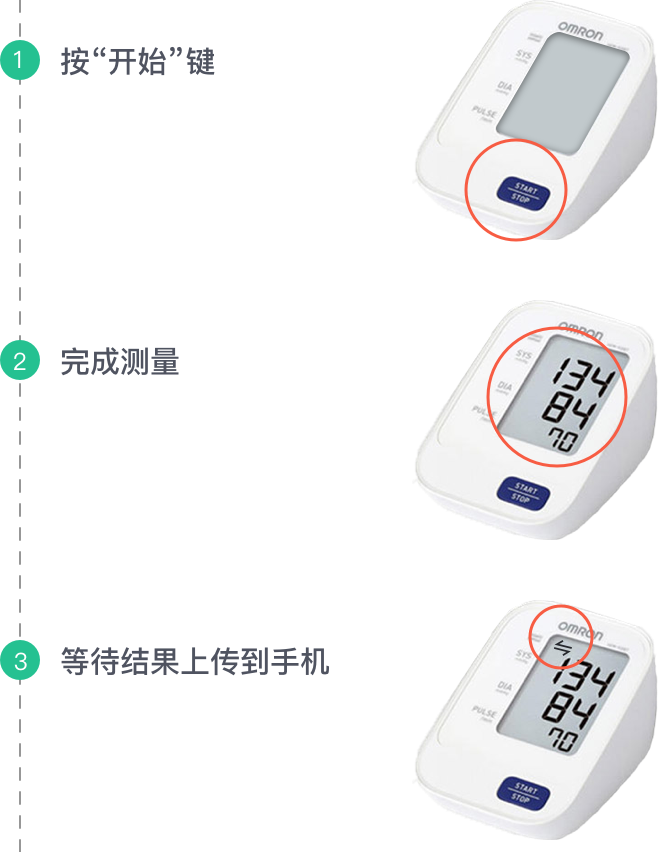 1
按“开始”键
OMRON
SYS
DIA
PULSE
START
STOP
2
完成测量
OMRON
SYS
DIA
PULSE
134
84
70
START
STOP
3
等待结果上传到手机
OMRON
SYS
DIA
PULSE
134
84
70
START
STOP